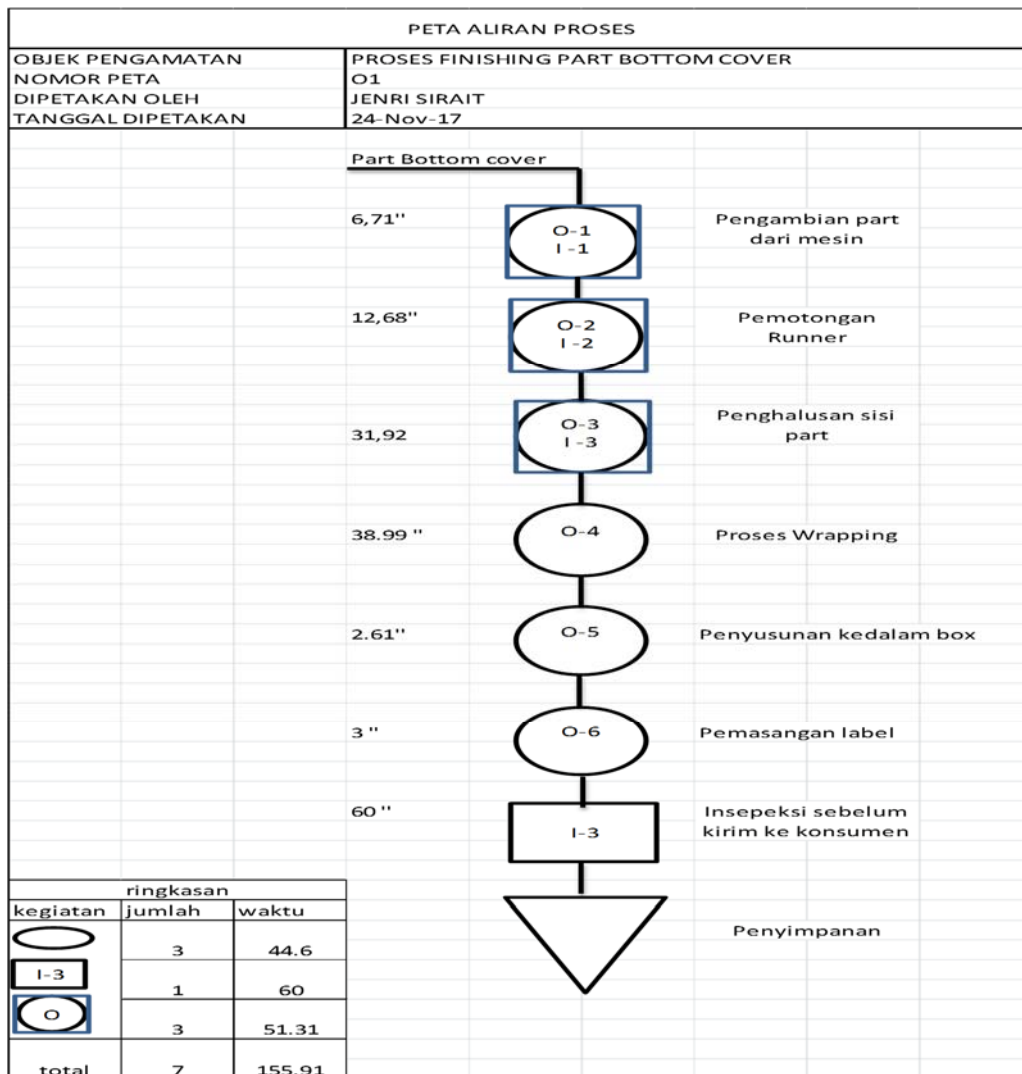 PETA ALIRAN PROSES
OBJEK PENGAMATAN PROSES FINISHING PART BOTTOM COVER
NOMOR PETA O1
DIPETAKAN OLEH JENRI SIRAIT
TANGGAL DIPETAKAN 24-Nov-17
Part Bottom cover
6,71''
O-1
I -1
Pengambian part
dari mesin
12,68"
O-2
I -2
Pemotongan
Runner
31,92
O-3
I -3
Penghalusan sisi
part
38.99 ''
O-4
Proses Wrapping
2.61''
O-5
Penyusunan kedalam box
3 "
O-6
Pemasangan label
60 ''
I-3
Insepeksi sebelum
kirim ke konsumen
Penyimpanan
ringkasan
kegiatan jumlah waktu
3 44.6
I-3
1 60
O
3 51.31
total 7 155.91